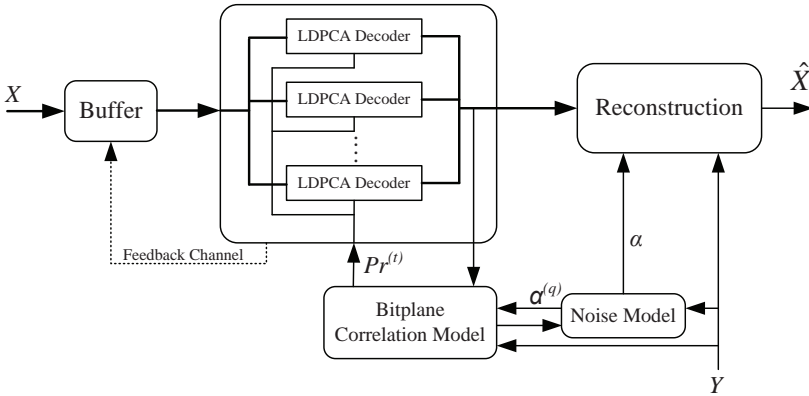 LDPCA Decoder
X
Buffer
LDPCA Decoder
Reconstruction
X̂
LDPCA Decoder
Feedback Channel
Pr^(t)
α
Bitplane
Correlation Model
α^(q)
Noise Model
Y